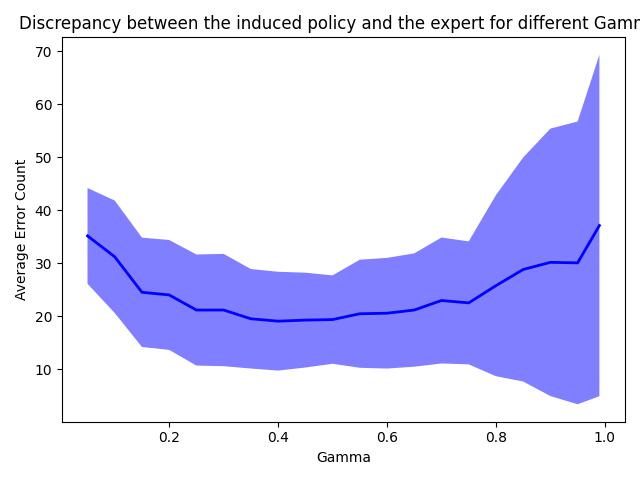 Discrepancy between the induced policy and the expert for different Gamm
70
60
50
40
30
20
10
Average Error Count
0.2 0.4 0.6 0.8 1.0
Gamma